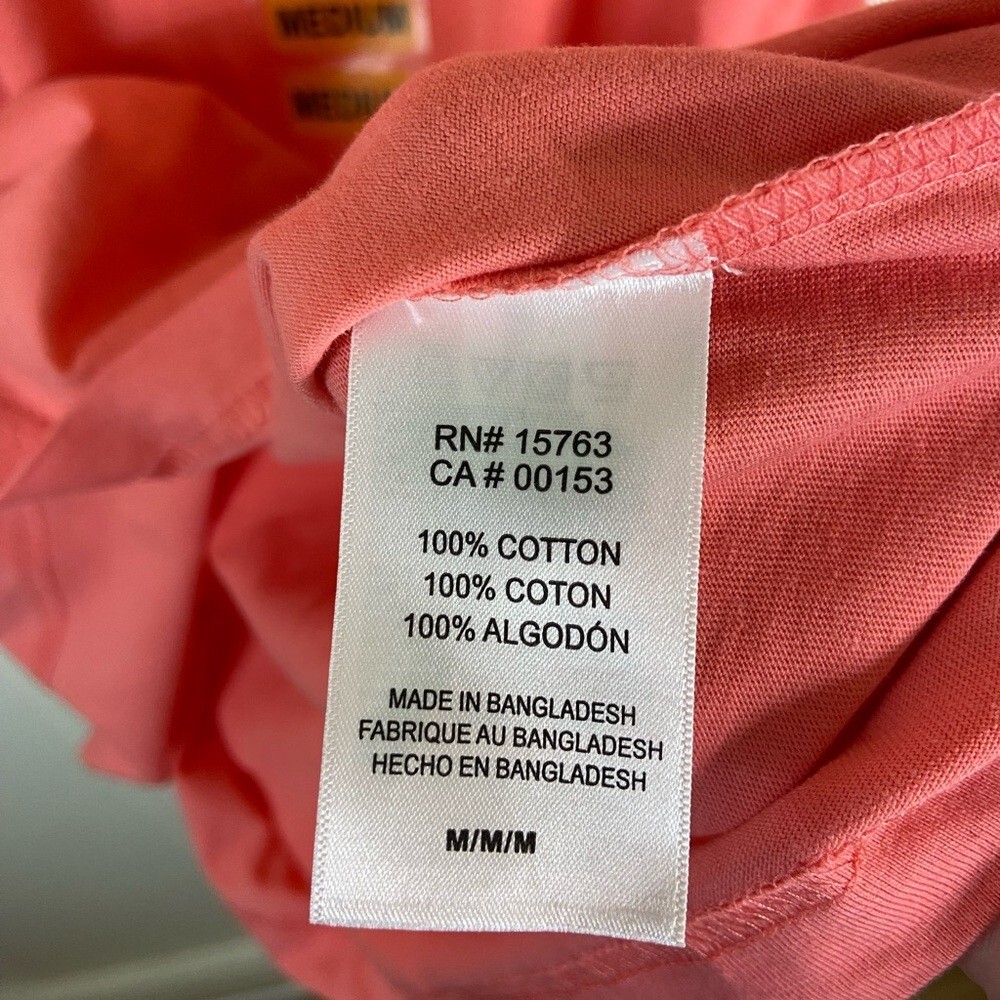 MEDIUM
MEDIUM
RN# 15763
CA # 00153
100% COTTON
100% COTON
100% ALGODÓN
MADE IN BANGLADESH
FABRIQUE AU BANGLADESH
HECHO EN BANGLADESH
M/M/M